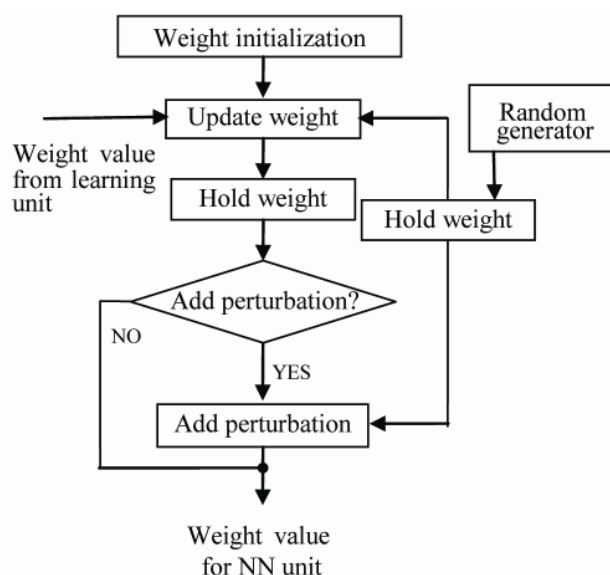 Weight initialization
Update weight
Random
generator
Weight value
from learning
unit
Hold weight
Hold weight
Add perturbation?
NO
YES
Add perturbation
Weight value
for NN unit